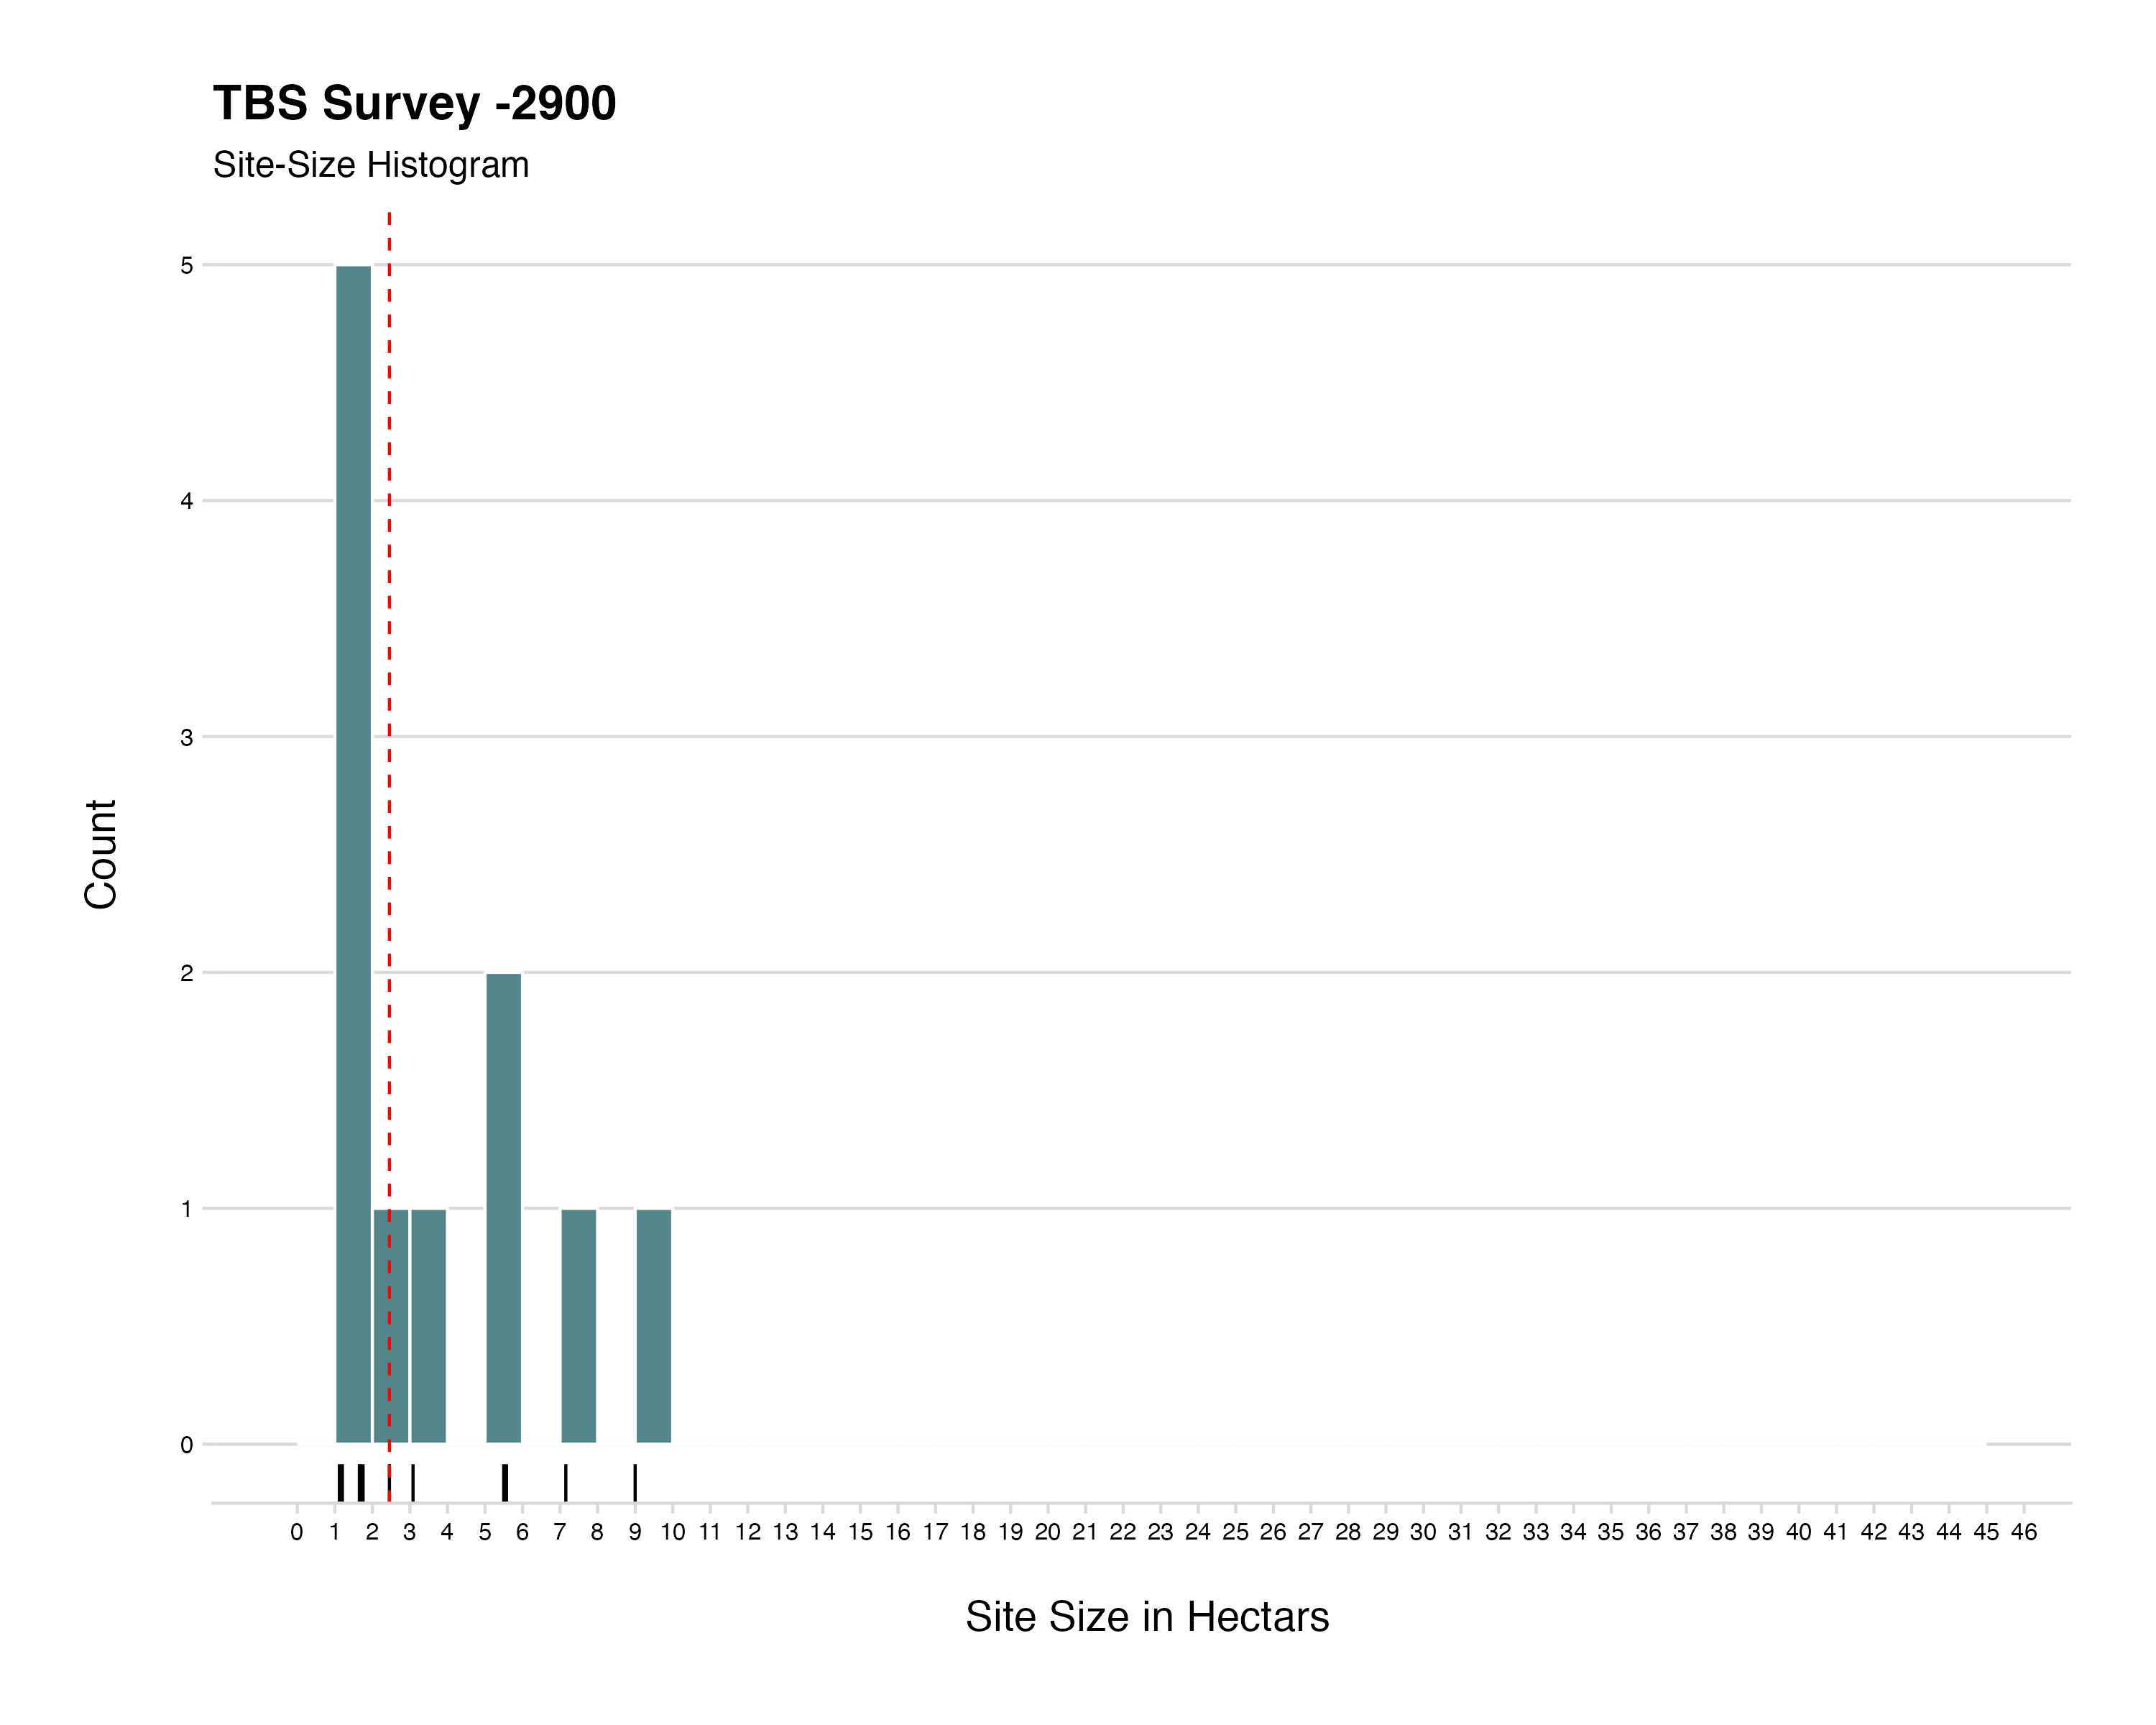 TBS Survey -2900
Site-Size Histogram
5
4
3
2
1
0
Count
0 1 2 3 4 5 6 7 8 9 10 11 12 13 14 15 16 17 18 19 20 21 22 23 24 25 26 27 28 29 30 31 32 33 34 35 36 37 38 39 40 41 42 43 44 45 46
Site Size in Hectars